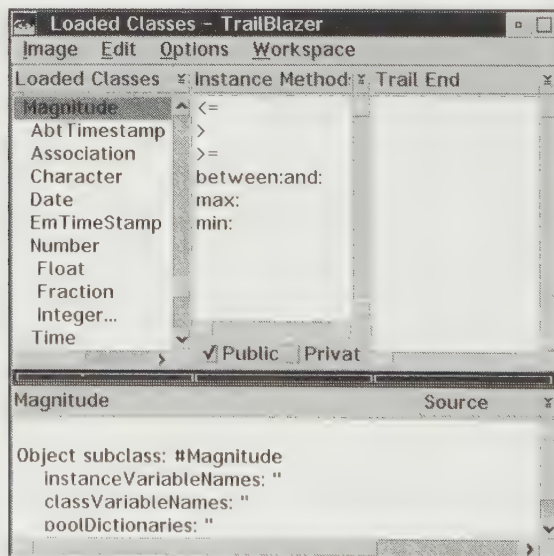 Loaded Classes - TrailBlazer
Image Edit Options Workspace
Loaded Classes Instance Method Trail End
Magnitude
AbtTimestamp
Association
Character
Date
EmTimeStamp
Number
Float
Fraction
Integer...
Time
<=
>
>=
between:and:
max:
min:
Public Privat
Magnitude Source
Object subclass: #Magnitude
instanceVariableNames: ''
classVariableNames: ''
poolDictionaries: ''